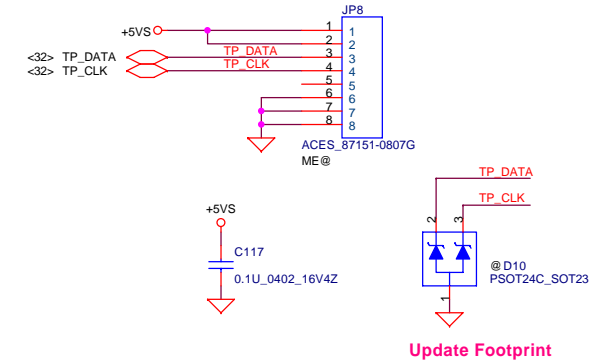 JP8
+5VS
1 1
2 2
<32> TP_DATA TP_DATA 3 3
<32> TP_CLK TP_CLK 4 4
5 5
6 6
7 7
8 8
ACES_87151-0807G
ME@
TP_DATA
TP_CLK
+5VS
2 3
C117
0.1U_0402_16V4Z
@ D10
PSOT24C_SOT23
1
Update Footprint